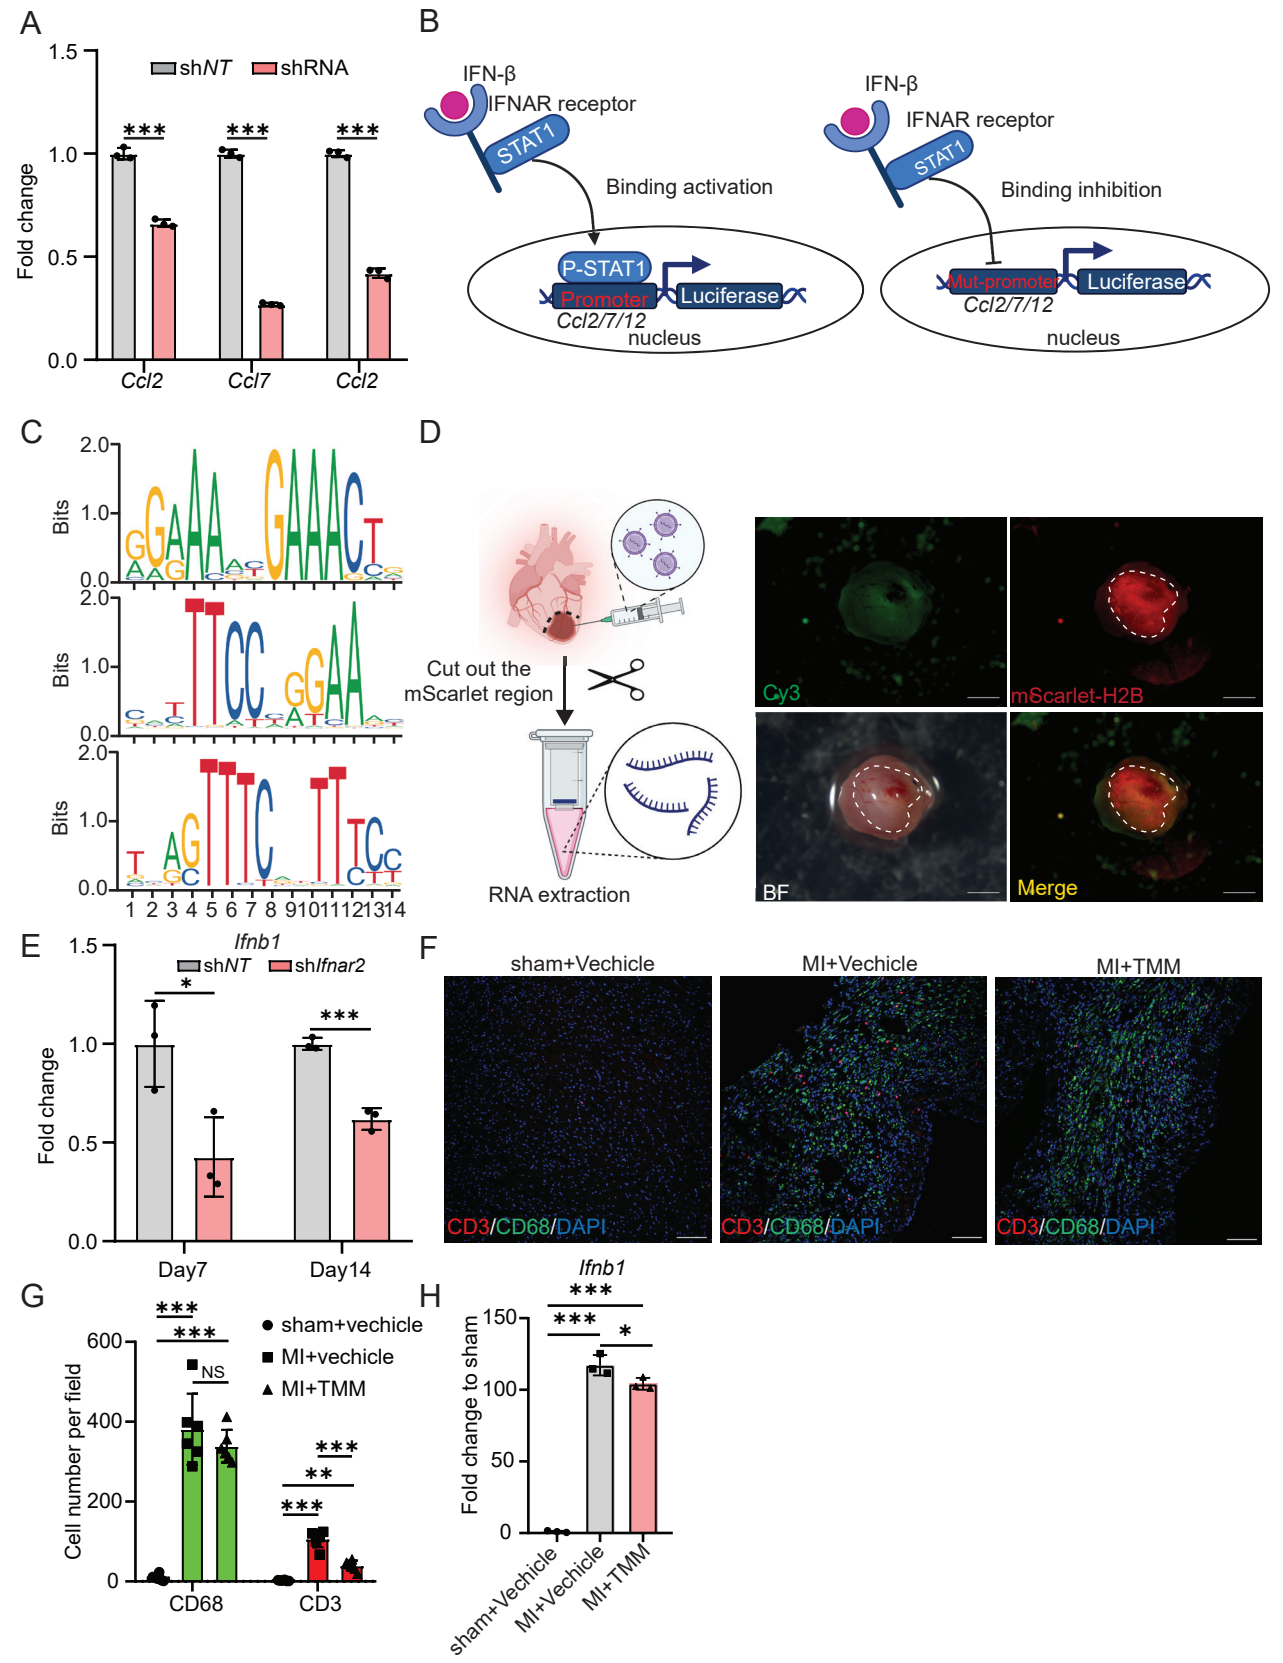 A
1.5
1.0
0.5
0.0
Fold change
shNT
shRNA
***
***
***
Ccl2
Ccl7
Ccl2
B
IFN-β
IFNAR receptor
STAT1
Binding activation
P-STAT1
Promoter
Luciferase
Ccl2/7/12
nucleus
IFN-β
IFNAR receptor
STAT1
Binding inhibition
Mut-promoter
Luciferase
Ccl2/7/12
nucleus
C
2.0
1.0
0.0
Bits
2.0
1.0
0.0
Bits
2.0
1.0
0.0
Bits
1 2 3 4 5 6 7 8 91011121314
D
Cut out the
mScarlet region
RNA extraction
Cy3
mScarlet-H2B
BF
Merge
E
Ifnb1
shNT
shIfnar2
1.5
1.0
0.5
0.0
Fold change
*
***
Day7
Day14
F
sham+Vechicle
MI+Vechicle
MI+TMM
CD3/CD68/DAPI
CD3/CD68/DAPI
CD3/CD68/DAPI
G
***
***
NS
***
**
***
sham+vechicle
MI+vechicle
MI+TMM
600
400
200
0
Cell number per field
CD68
CD3
H
Ifnb1
***
***
*
150
100
50
0
Fold change to sham
sham+Vechicle
MI+Vechicle
MI+TMM